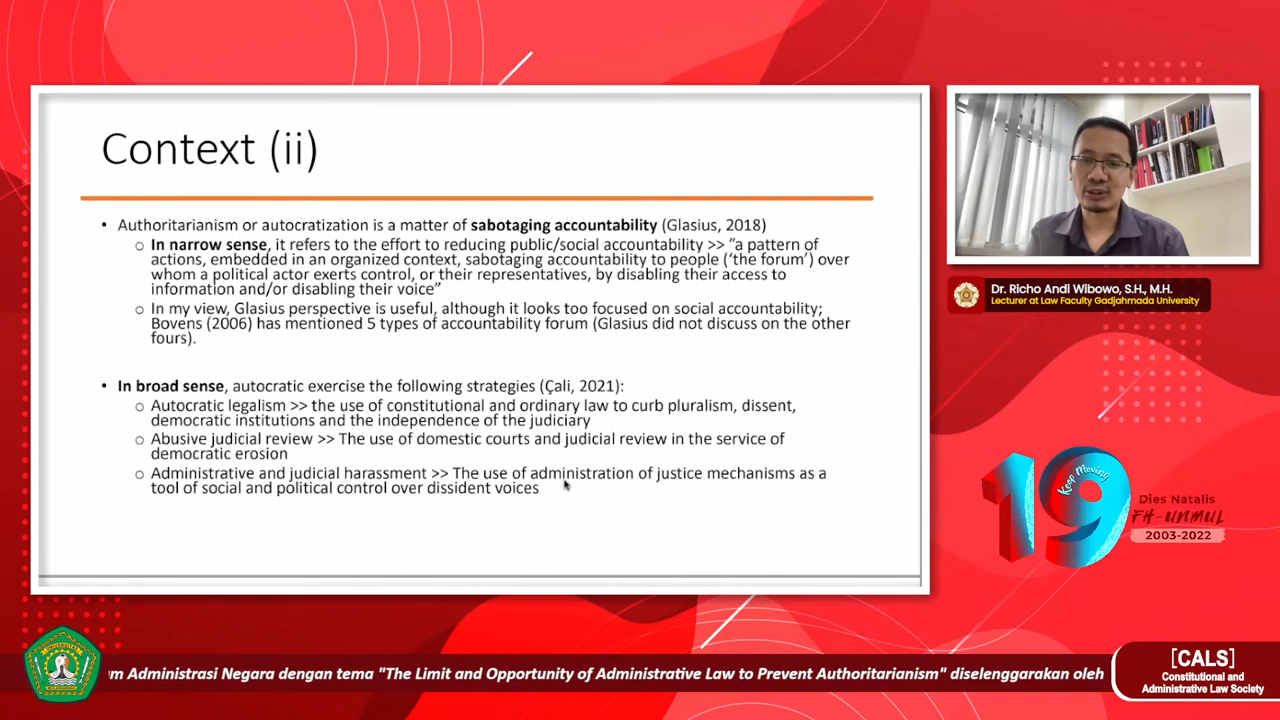 Context (ii)
• Authoritarianism or autocratization is a matter of sabotaging accountability (Glasius, 2018)
o In narrow sense, it refers to the effort to reducing public/social accountability >> ”a pattern of
actions, embedded in an organized context, sabotaging accountability to people (‘the forum’) over
whom a political actor exerts control, or their representatives, by disabling their access to
information and/or disabling their voice”
o In my view, Glasius perspective is useful, although it looks too focused on social accountability;
Bovens (2006) has mentioned 5 types of accountability forum (Glasius did not discuss on the other
fours).
• In broad sense, autocratic exercise the following strategies (Çali, 2021):
o Autocratic legalism >> the use of constitutional and ordinary law to curb pluralism, dissent,
democratic institutions and the independence of the judiciary
o Abusive judicial review >> The use of domestic courts and judicial review in the service of
democratic erosion
o Administrative and judicial harassment >> The use of administration of justice mechanisms as a
tool of social and political control over dissident voices
Dr. Richo Andi Wibowo, S.H., M.H.
Lecturer at Law Faculty Gadjahmada University
19
Keep Moving
Dies Natalis
FH-UNMUL
2003-2022
um Administrasi Negara dengan tema "The Limit and Opportunity of Administrative Law to Prevent Authoritarianism" diselenggarakan oleh
[CALS]
Constitutional and
Administrative Law Society